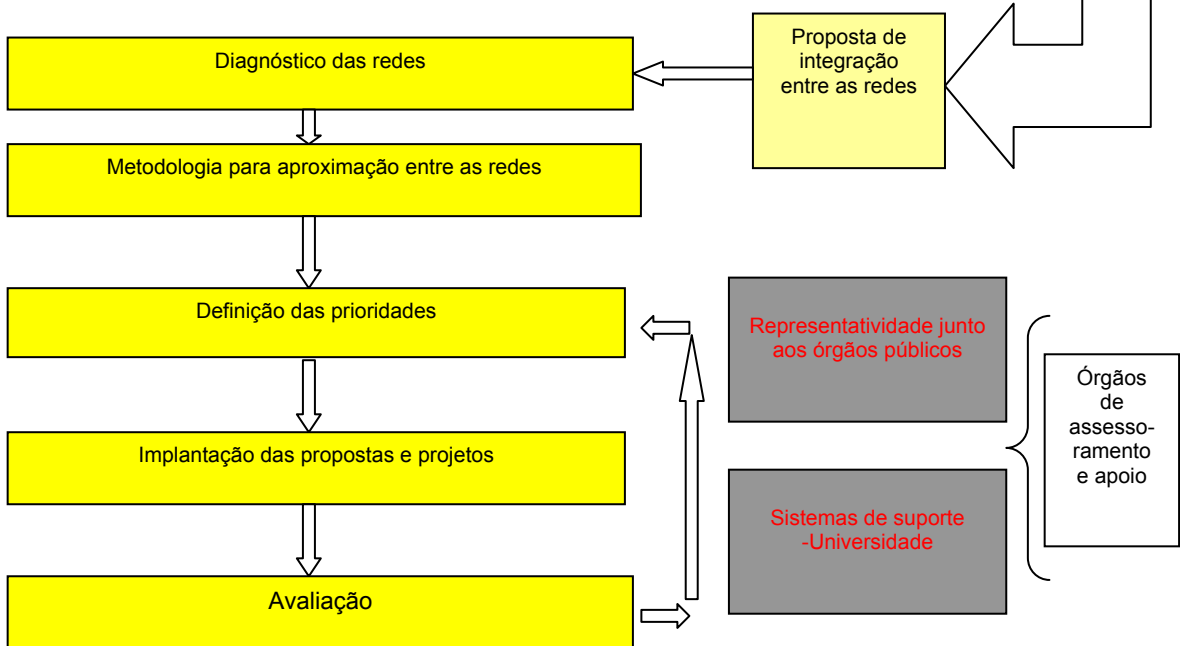 Proposta de
integração
entre as redes
Diagnóstico das redes
Metodologia para aproximação entre as redes
Definição das prioridades
Implantação das propostas e projetos
Avaliação
Representatividade junto
aos órgãos públicos
Sistemas de suporte
-Universidade
Órgãos
de
assesso-
ramento
e apoio